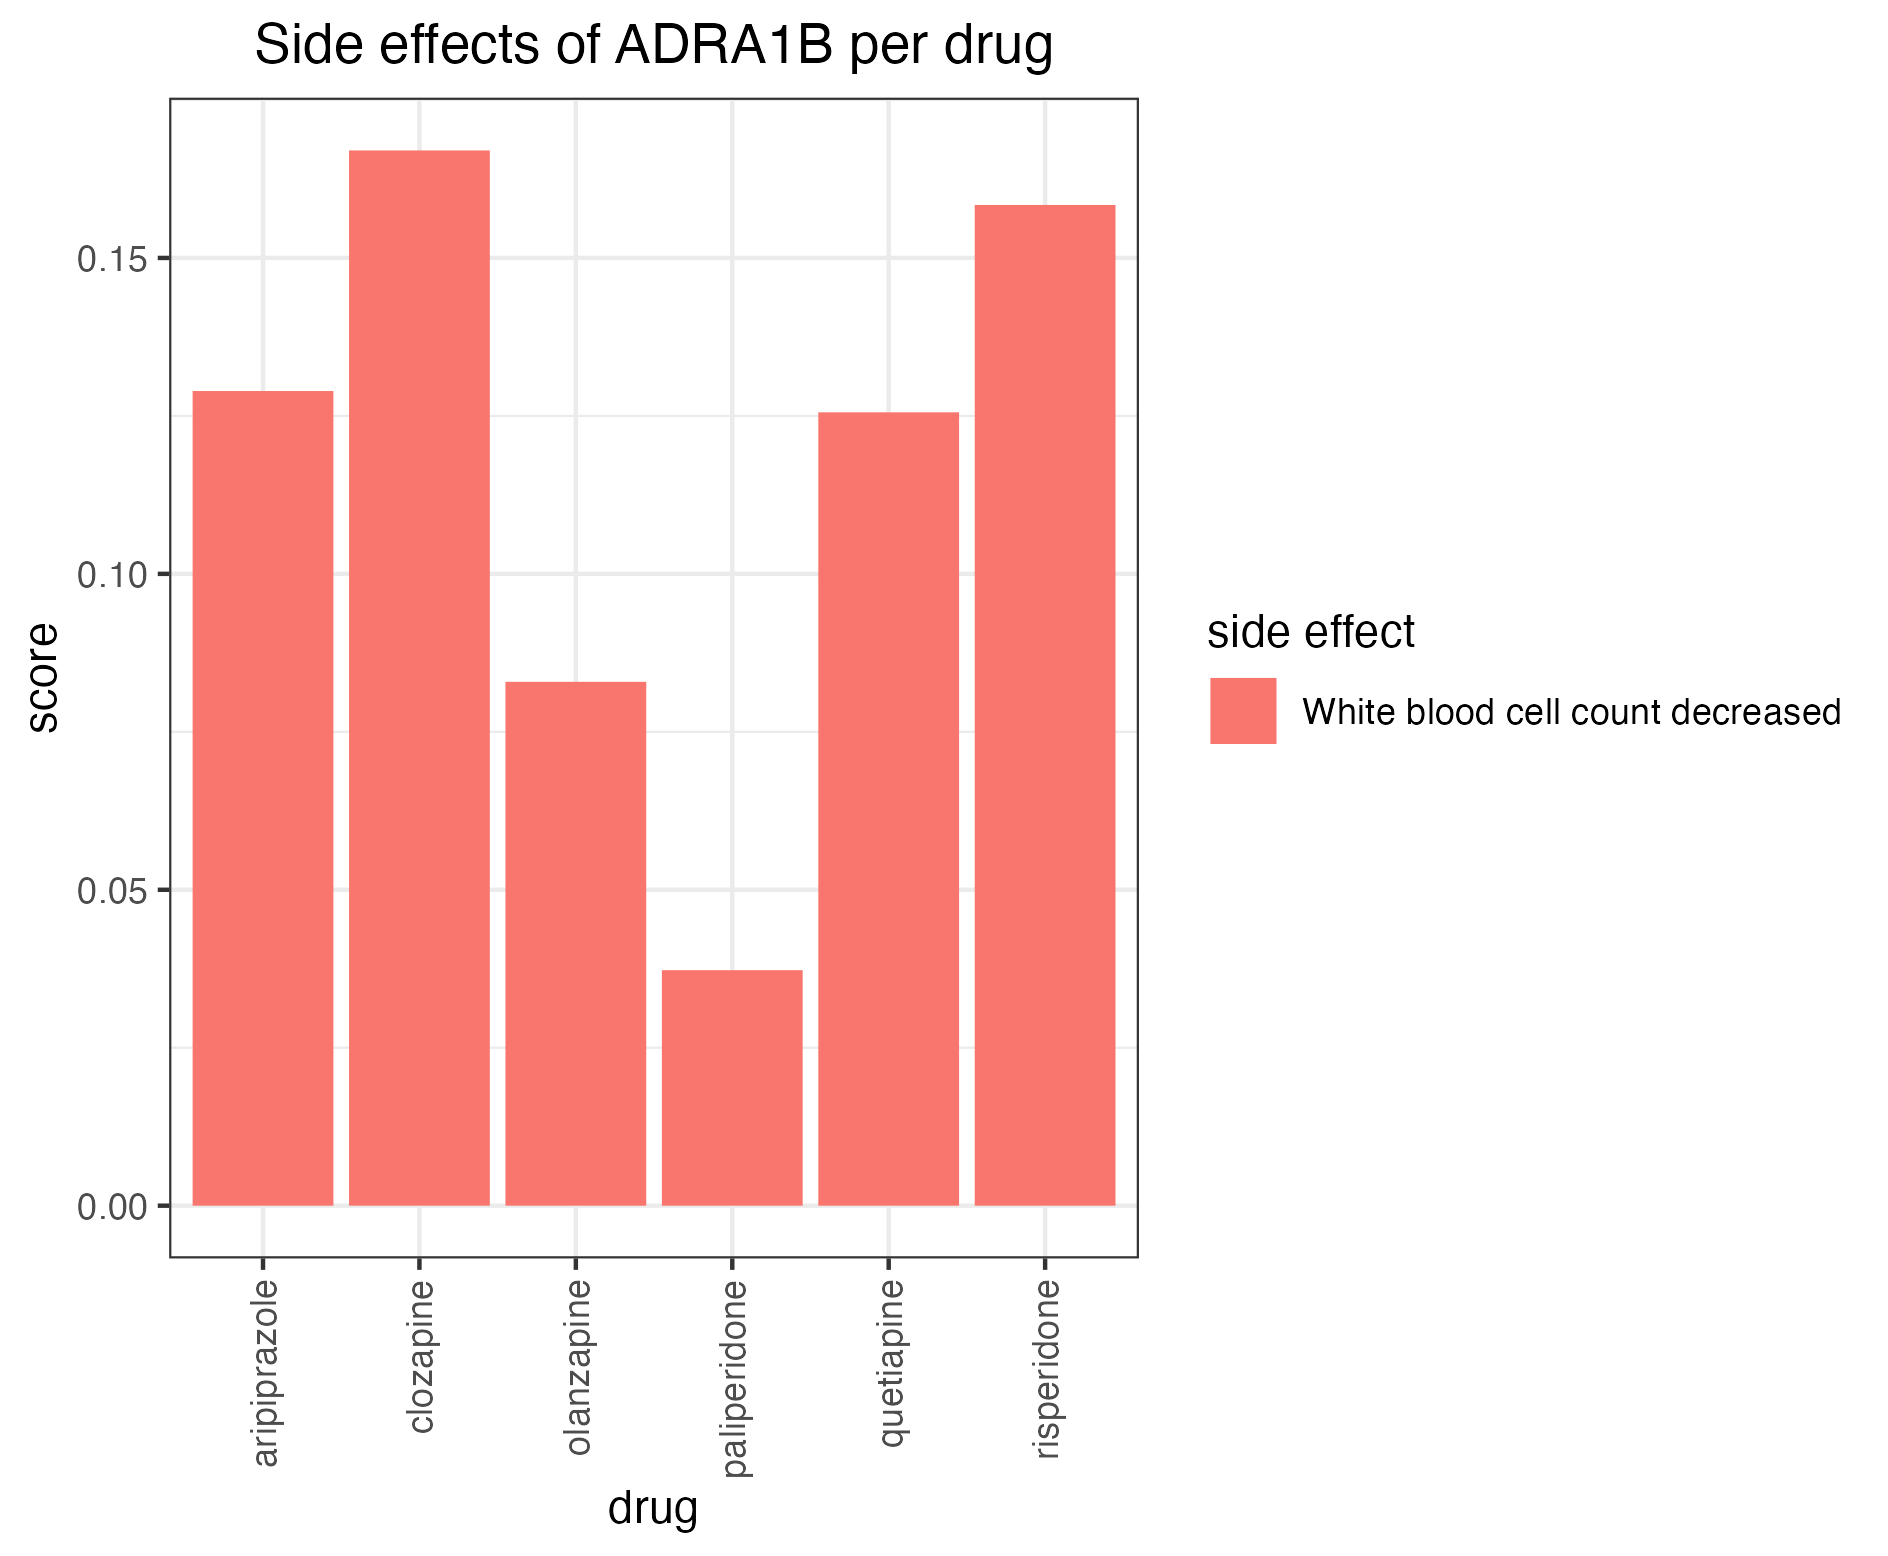 Side effects of ADRA1B per drug
0.15
0.10
0.05
0.00
score
aripiprazole
clozapine
olanzapine
paliperidone
quetiapine
risperidone
drug
side effect
White blood cell count decreased